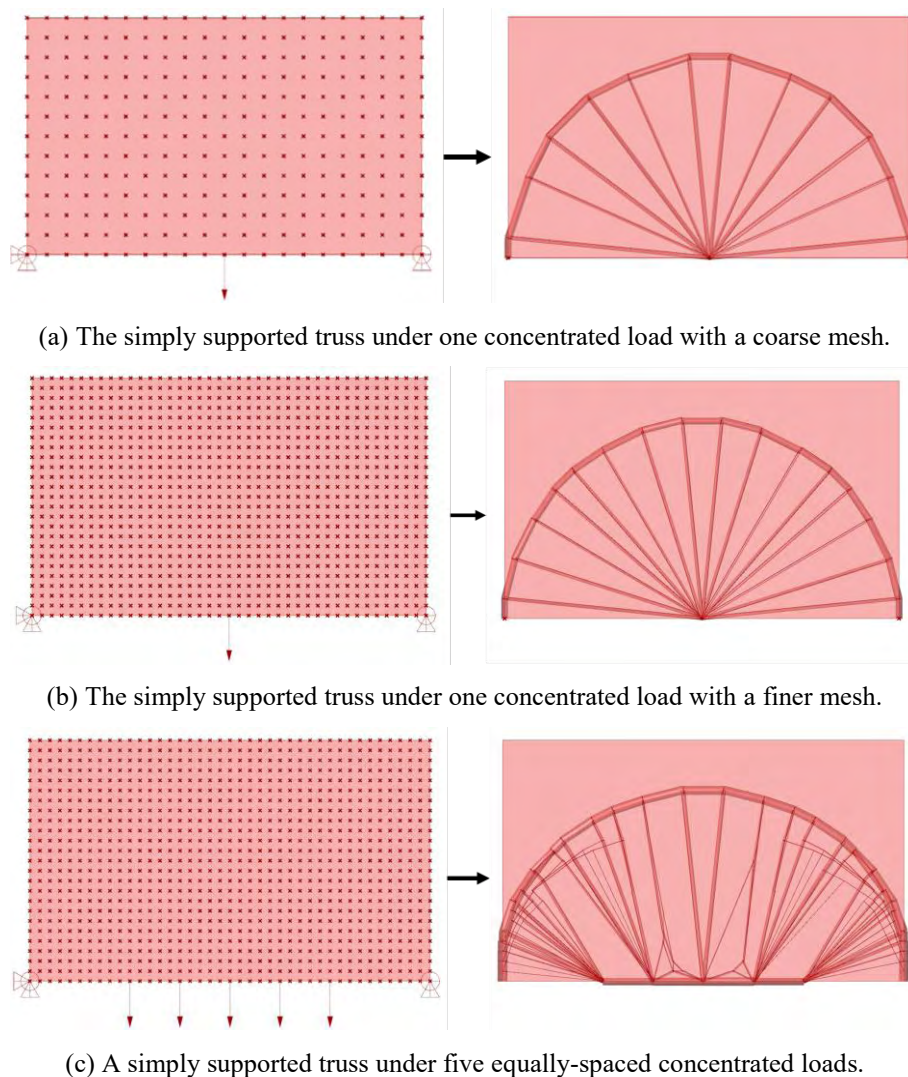 (a) The simply supported truss under one concentrated load with a coarse mesh.
(b) The simply supported truss under one concentrated load with a finer mesh.
(c) A simply supported truss under five equally-spaced concentrated loads.